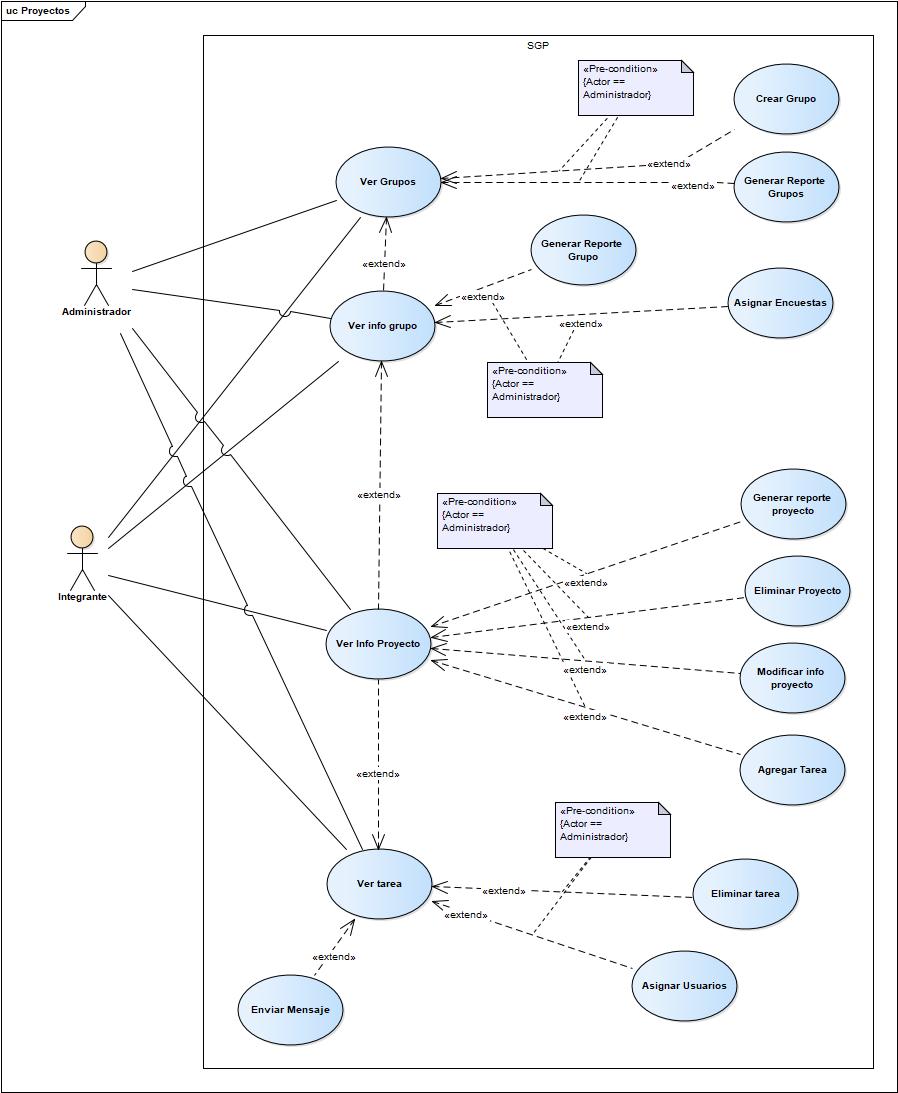 uc Proyectos
SGP
«Pre-condition»
{Actor ==
Administrador}
Crear Grupo
«extend»
Ver Grupos
Generar Reporte
Grupos
«extend»
Generar Reporte
Grupo
«extend»
Administrador
Ver info grupo
«extend»
Asignar Encuestas
«extend»
«Pre-condition»
{Actor ==
Administrador}
«extend»
«Pre-condition»
{Actor ==
Administrador}
Generar reporte
proyecto
«extend»
Integrante
Eliminar Proyecto
«extend»
Ver Info Proyecto
Modificar info
proyecto
«extend»
«extend»
Agregar Tarea
«extend»
«Pre-condition»
{Actor ==
Administrador}
Ver tarea
«extend»
Eliminar tarea
«extend»
«extend»
Asignar Usuarios
Enviar Mensaje